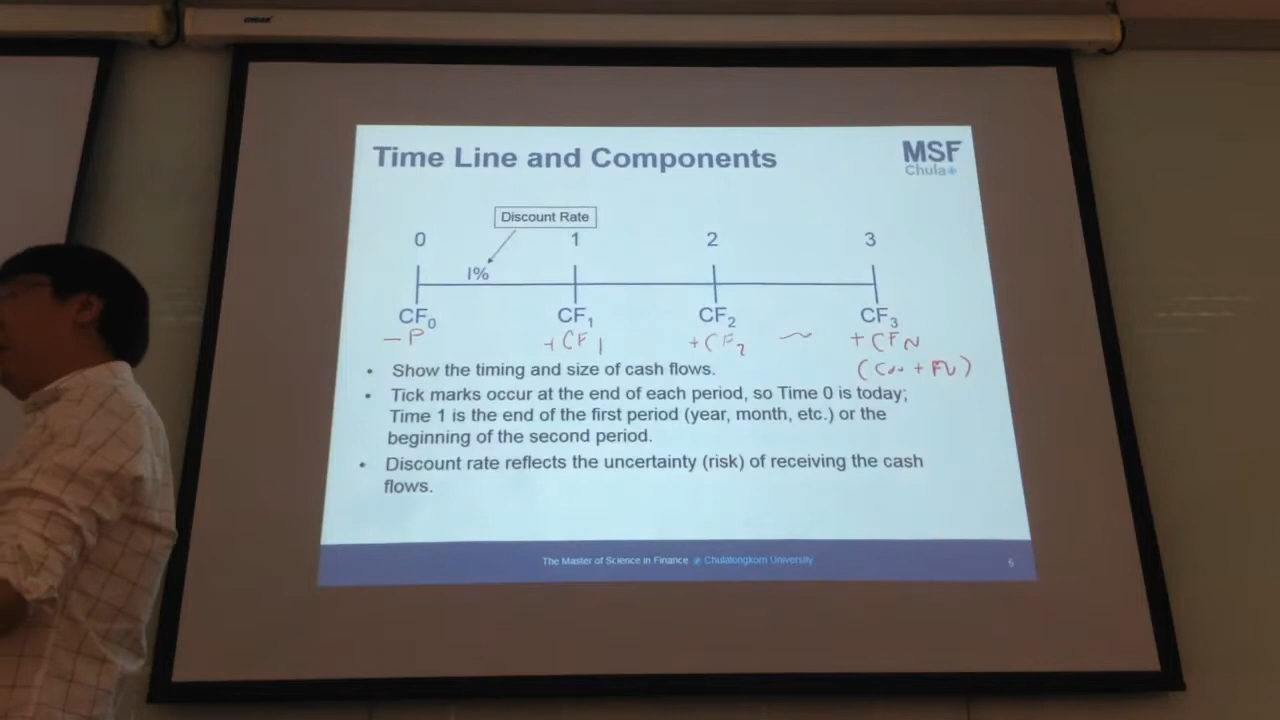 Time Line and Components
MSF
Chula
Discount Rate
0 1 2 3
1%
CF0 CF1 CF2 CF3
-P +CF1 +CF2 ~ +CFN
Show the timing and size of cash flows.
• Tick marks occur at the end of each period, so Time 0 is today;
Time 1 is the end of the first period (year, month, etc.) or the
beginning of the second period.
• Discount rate reflects the uncertainty (risk) of receiving the cash
flows.
The Master of Science in Finance @ Chulalongkorn University
5